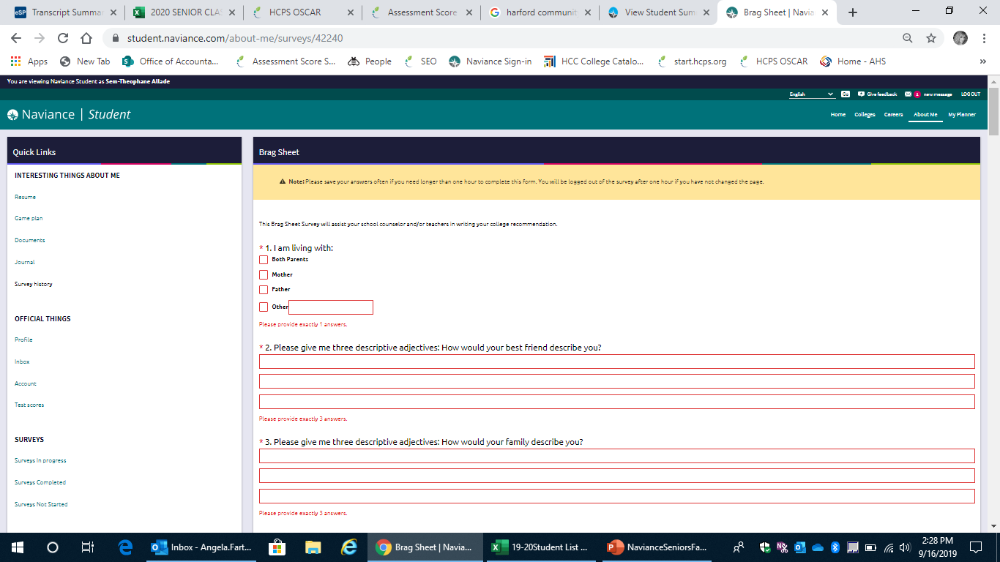 Transcript Summa
2020 SENIOR CLA
HCPS OSCAR
Assessment Score
harford communit
View Student Sum
Brag Sheet | Navia
student.naviance.com/about-me/surveys/42240
Apps
New Tab
Office of Accounta...
Assessment Score S...
People
SEO
Naviance Sign-in
HCC College Catalo...
start.hcps.org
HCPS OSCAR
Home - AHS
You are viewing Naviance Student as Sem-Theophane Allade
English
Go
Give feedback
1
new message
LOG OUT
Naviance | Student
Home
Colleges
Careers
About Me
My Planner
Quick Links
INTERESTING THINGS ABOUT ME
Resume
Game plan
Documents
Journal
Survey history
OFFICIAL THINGS
Profile
Inbox
Account
Test scores
SURVEYS
Surveys In progress
Surveys Completed
Surveys Not Started
Brag Sheet
Note: Please save your answers often if you need longer than one hour to complete this form. You will be logged out of the survey after one hour if you have not changed the page.
This Brag Sheet Survey will assist your school counselor and/or teachers in writing your college recommendation.
* 1. I am living with:
Both Parents
Mother
Father
Other
Please provide exactly 1 answers.
* 2. Please give me three descriptive adjectives: How would your best friend describe you?
Please provide exactly 3 answers.
* 3. Please give me three descriptive adjectives: How would your family describe you?
Please provide exactly 3 answers.
Inbox - Angela.Fart...
Brag Sheet | Navia...
19-20Student List ...
NavianceSeniorsFa...
2:28 PM
9/16/2019